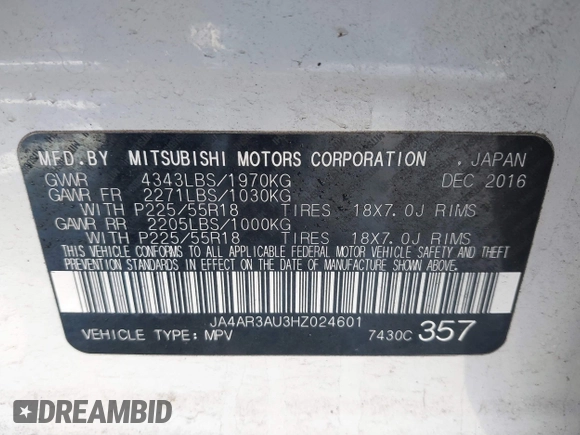 MFD.BY MITSUBISHI MOTORS CORPORATION . JAPAN
GVWR 4343LBS/1970KG DEC 2016
GAWR FR 2271LBS/1030KG
WITH P225/55R18 TIRES 18X7.0J RIMS
GAWR RR 2205LBS/1000KG
WITH P225/55R18 TIRES 18X7.0J RIMS
THIS VEHICLE CONFORMS TO ALL APPLICABLE FEDERAL MOTOR VEHICLE SAFETY AND THEFT
PREVENTION STANDARDS IN EFFECT ON THE DATE OF MANUFACTURE SHOWN ABOVE.
JA4AR3AU3HZ024601
VEHICLE TYPE: MPV 7430C 357
DREAMBID